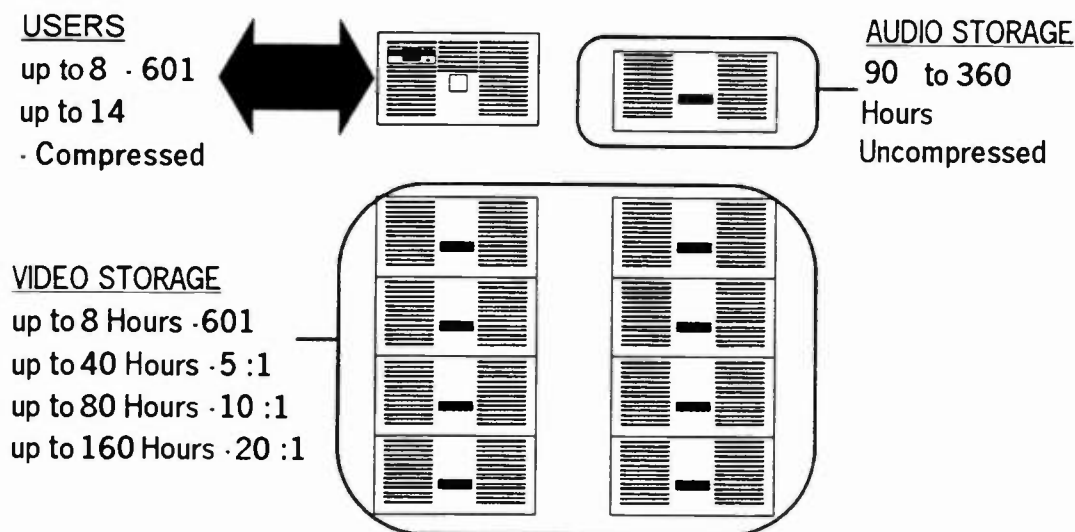 USERS
up to 8 - 601
up to 14
- Compressed
AUDIO STORAGE
90 to 360
Hours
Uncompressed
VIDEO STORAGE
up to 8 Hours - 601
up to 40 Hours - 5 :1
up to 80 Hours - 10 :1
up to 160 Hours - 20 :1